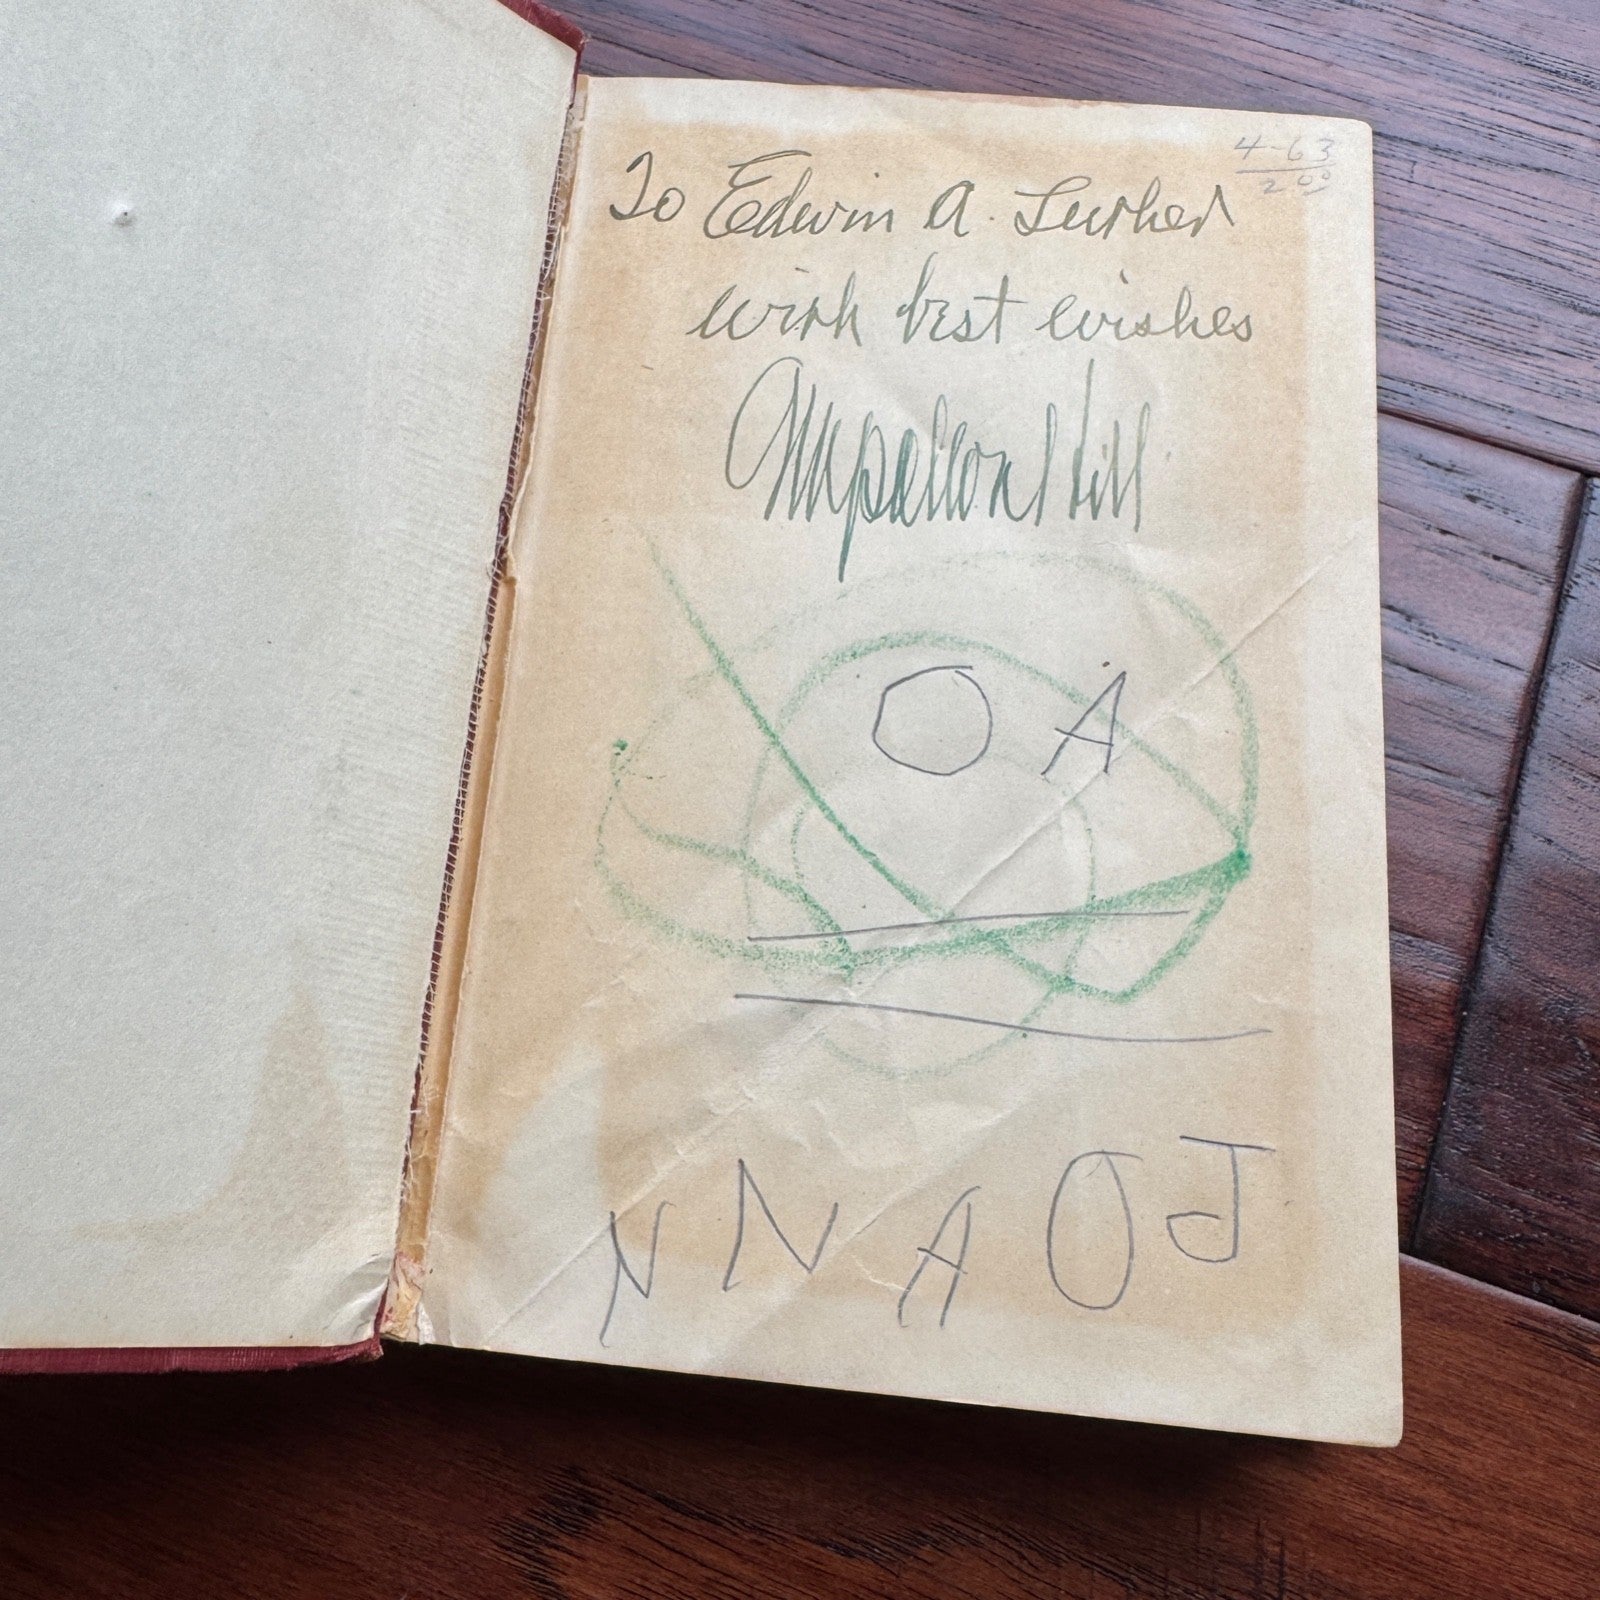 4-63
2 00
To Edwin A. Luther
with best wishes
Napoleon Hill
O A
N N A O J